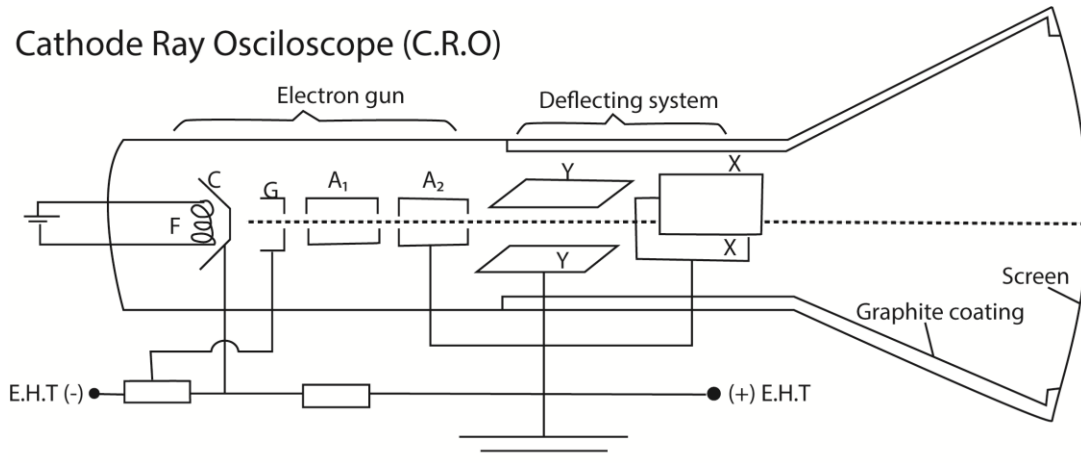 Cathode Ray Osciloscope (C.R.O)
Electron gun
Deflecting system
C
G
A₁
A₂
Y
X
F
Y
X
Screen
Graphite coating
E.H.T (-)
(+) E.H.T